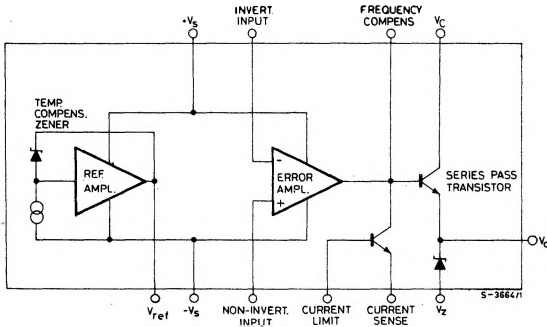 +Vs
INVERT.
INPUT
FREQUENCY
COMPENS
Vc
TEMP.
COMPENS.
ZENER
REF.
AMPL.
-
ERROR
AMPL.
+
SERIES PASS
TRANSISTOR
Vo
S-3664/1
Vref
-Vs
NON-INVERT.
INPUT
CURRENT
LIMIT
CURRENT
SENSE
Vz